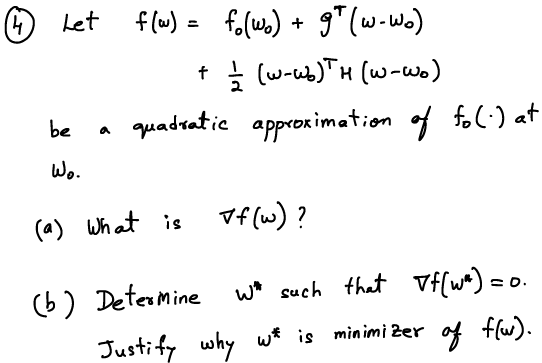 ④ Let f(w) = f₀(w₀) + gᵀ(w-w₀)
+ 1/2 (w-w₀)ᵀ H (w-w₀)
be a quadratic approximation of f₀(·) at
w₀.
(a) What is ∇f(w) ?
(b) Determine w* such that ∇f(w*) = 0.
Justify why w* is minimizer of f(w).